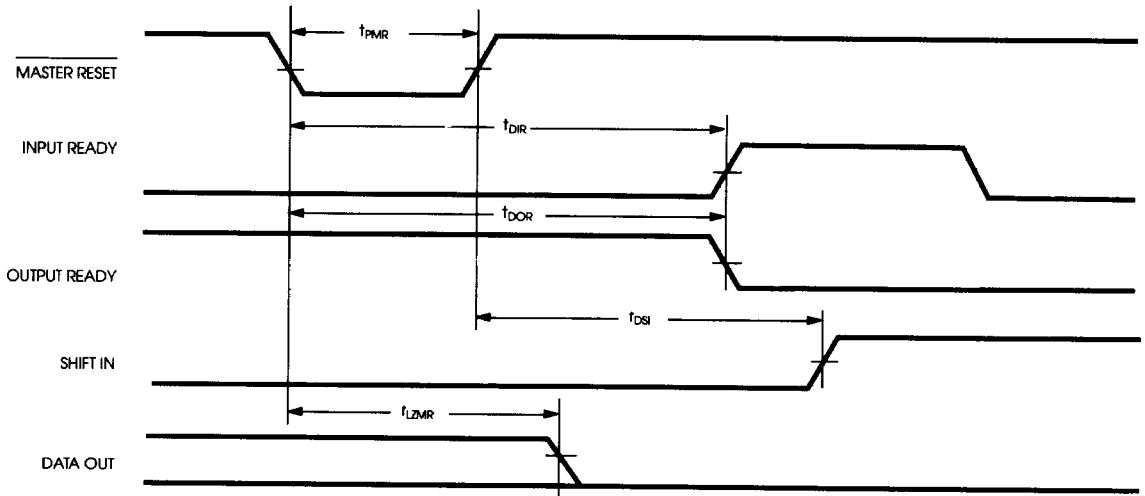 tPMR
MASTER RESET
tDIR
INPUT READY
tDOR
OUTPUT READY
tDSI
SHIFT IN
tLZMR
DATA OUT